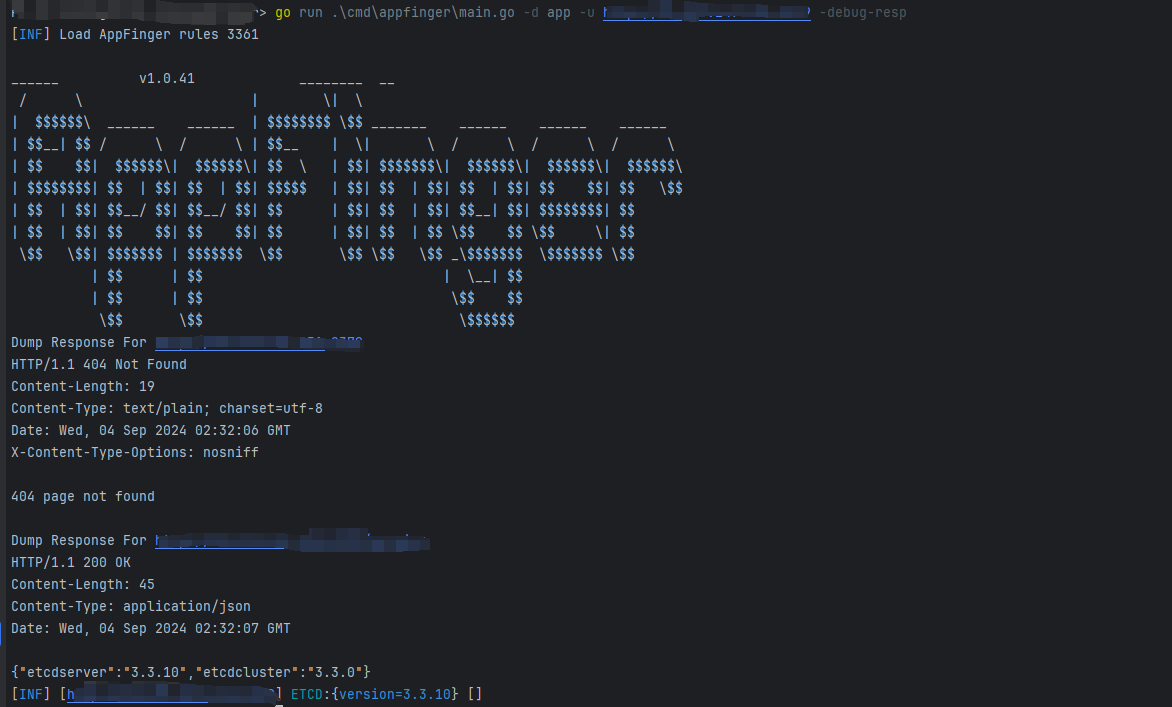 > go run .\cmd\appfinger\main.go -d app -u -debug-resp
[INF] Load AppFinger rules 3361
______          v1.0.41             ________  __
 /      \                     |        \|  \
|  $$$$$$\  ______    ______  | $$$$$$$$ \$$ _______    ______    ______    ______
| $$__| $$ /      \  /      \ | $$__    |  \|       \  /      \  /      \  /      \
| $$    $$|  $$$$$$\|  $$$$$$\| $$  \   | $$| $$$$$$$\|  $$$$$$\|  $$$$$$\|  $$$$$$\
| $$$$$$$$| $$  | $$| $$  | $$| $$$$$   | $$| $$  | $$| $$  | $$| $$    $$| $$   \$$
| $$  | $$| $$__/ $$| $$__/ $$| $$      | $$| $$  | $$| $$__| $$| $$$$$$$$| $$
| $$  | $$| $$    $$| $$    $$| $$      | $$| $$  | $$ \$$    $$ \$$     \| $$
 \$$   \$$| $$$$$$$ | $$$$$$$  \$$       \$$ \$$   \$$ _\$$$$$$$  \$$$$$$$ \$$
          | $$      | $$                              |  \__| $$
          | $$      | $$                               \$$    $$
           \$$       \$$                                \$$$$$$
Dump Response For
HTTP/1.1 404 Not Found
Content-Length: 19
Content-Type: text/plain; charset=utf-8
Date: Wed, 04 Sep 2024 02:32:06 GMT
X-Content-Type-Options: nosniff
404 page not found
Dump Response For
HTTP/1.1 200 OK
Content-Length: 45
Content-Type: application/json
Date: Wed, 04 Sep 2024 02:32:07 GMT
{"etcdserver":"3.3.10","etcdcluster":"3.3.0"}
[INF] [] ETCD:{version=3.3.10} []